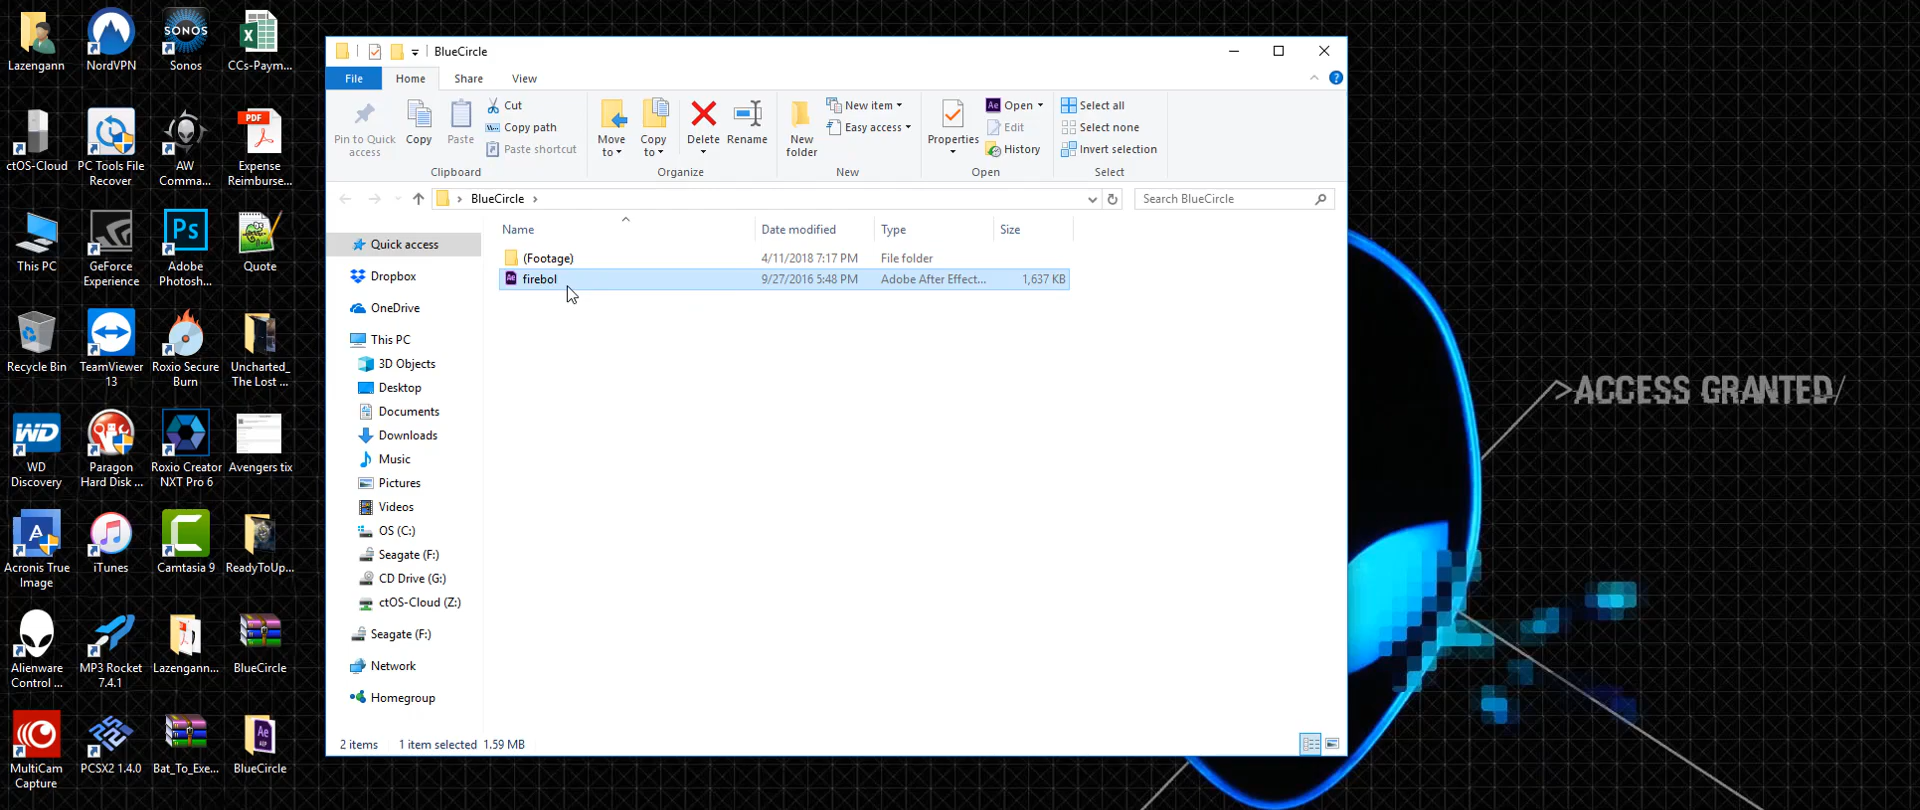 Lazengann
NordVPN
SONOS
Sonos
CCs-Paym...
ctOS-Cloud
PC Tools File
Recover
AW
Comma...
PDF
Expense
Reimburse...
This PC
GeForce
Experience
Ps
Adobe
Photosh...
Quote
Recycle Bin
TeamViewer
13
Roxio Secure
Burn
Uncharted_
The Lost ...
WD
WD
Discovery
Paragon
Hard Disk ...
Roxio Creator
NXT Pro 6
Avengers tix
A
Acronis True
Image
iTunes
Camtasia 9
ReadyToUp...
Alienware
Control ...
MP3 Rocket
7.4.1
Lazengann...
BlueCircle
MultiCam
Capture
PCSX2 1.4.0
Bat_To_Exe...
Ae
BlueCircle
BlueCircle
File
Home
Share
View
Pin to Quick
access
Copy
Paste
Cut
Copy path
Paste shortcut
Clipboard
Move
to
Copy
to
Delete
Rename
Organize
New
folder
New item
Easy access
New
Properties
Ae Open
Edit
History
Open
Select all
Select none
Invert selection
Select
BlueCircle
Search BlueCircle
Name
Date modified
Type
Size
(Footage)
4/11/2018 7:17 PM
File folder
Ae firebol
9/27/2016 5:48 PM
Adobe After Effect...
1,637 KB
Quick access
Dropbox
OneDrive
This PC
3D Objects
Desktop
Documents
Downloads
Music
Pictures
Videos
OS (C:)
Seagate (F:)
CD Drive (G:)
ctOS-Cloud (Z:)
Seagate (F:)
Network
Homegroup
2 items
1 item selected 1.59 MB
>ACCESS GRANTED/